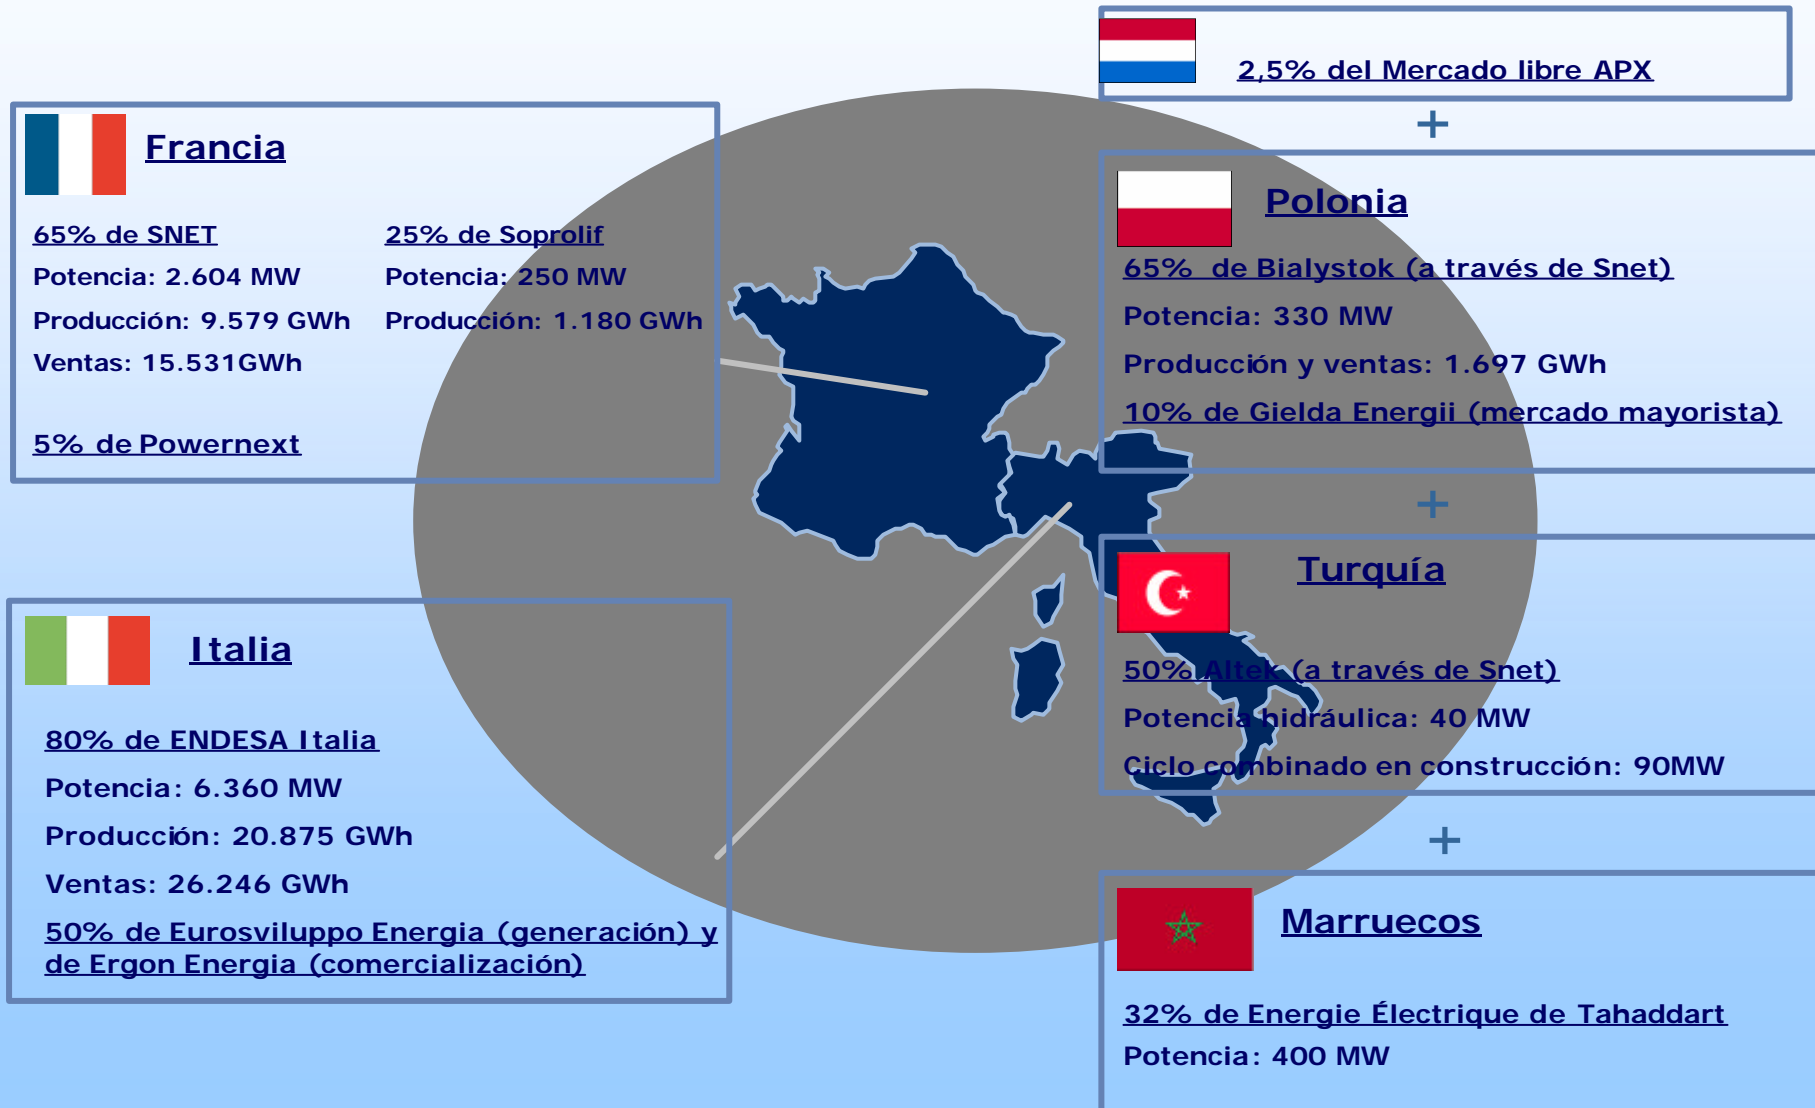 Francia
65% de SNET
Potencia: 2.604 MW
Producción: 9.579 GWh
Ventas: 15.531GWh
5% de Powernext
25% de Soprolif
Potencia: 250 MW
Producción: 1.180 GWh
Italia
80% de ENDESA Italia
Potencia: 6.360 MW
Producción: 20.875 GWh
Ventas: 26.246 GWh
50% de Eurosviluppo Energia (generación) y
de Ergon Energia (comercialización)
2,5% del Mercado libre APX
+
Polonia
65% de Bialystok (a través de Snet)
Potencia: 330 MW
Producción y ventas: 1.697 GWh
10% de Gielda Energii (mercado mayorista)
+
Turquía
50% Altek (a través de Snet)
Potencia hidráulica: 40 MW
Ciclo combinado en construcción: 90MW
+
Marruecos
32% de Energie Électrique de Tahaddart
Potencia: 400 MW